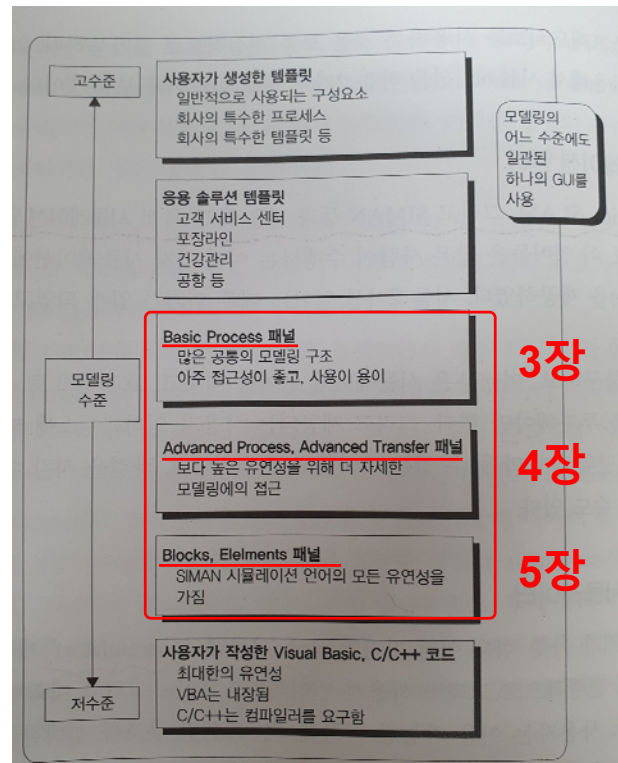 고수준
사용자가 생성한 템플릿
일반적으로 사용되는 구성요소
회사의 특수한 프로세스
회사의 특수한 템플릿 등
모델링의
어느 수준에도
일관된
하나의 GUI를
사용
응용 솔루션 템플릿
고객 서비스 센터
포장라인
건강관리
공항 등
Basic Process 패널
많은 공통의 모델링 구조
아주 접근성이 좋고, 사용이 용이
3장
모델링
수준
Advanced Process, Advanced Transfer 패널
보다 높은 유연성을 위해 더 자세한
모델링에의 접근
4장
Blocks, Elelments 패널
SIMAN 시뮬레이션 언어의 모든 유연성을
가짐
5장
사용자가 작성한 Visual Basic, C/C++ 코드
최대한의 유연성
VBA는 내장됨
C/C++는 컴파일러를 요구함
저수준